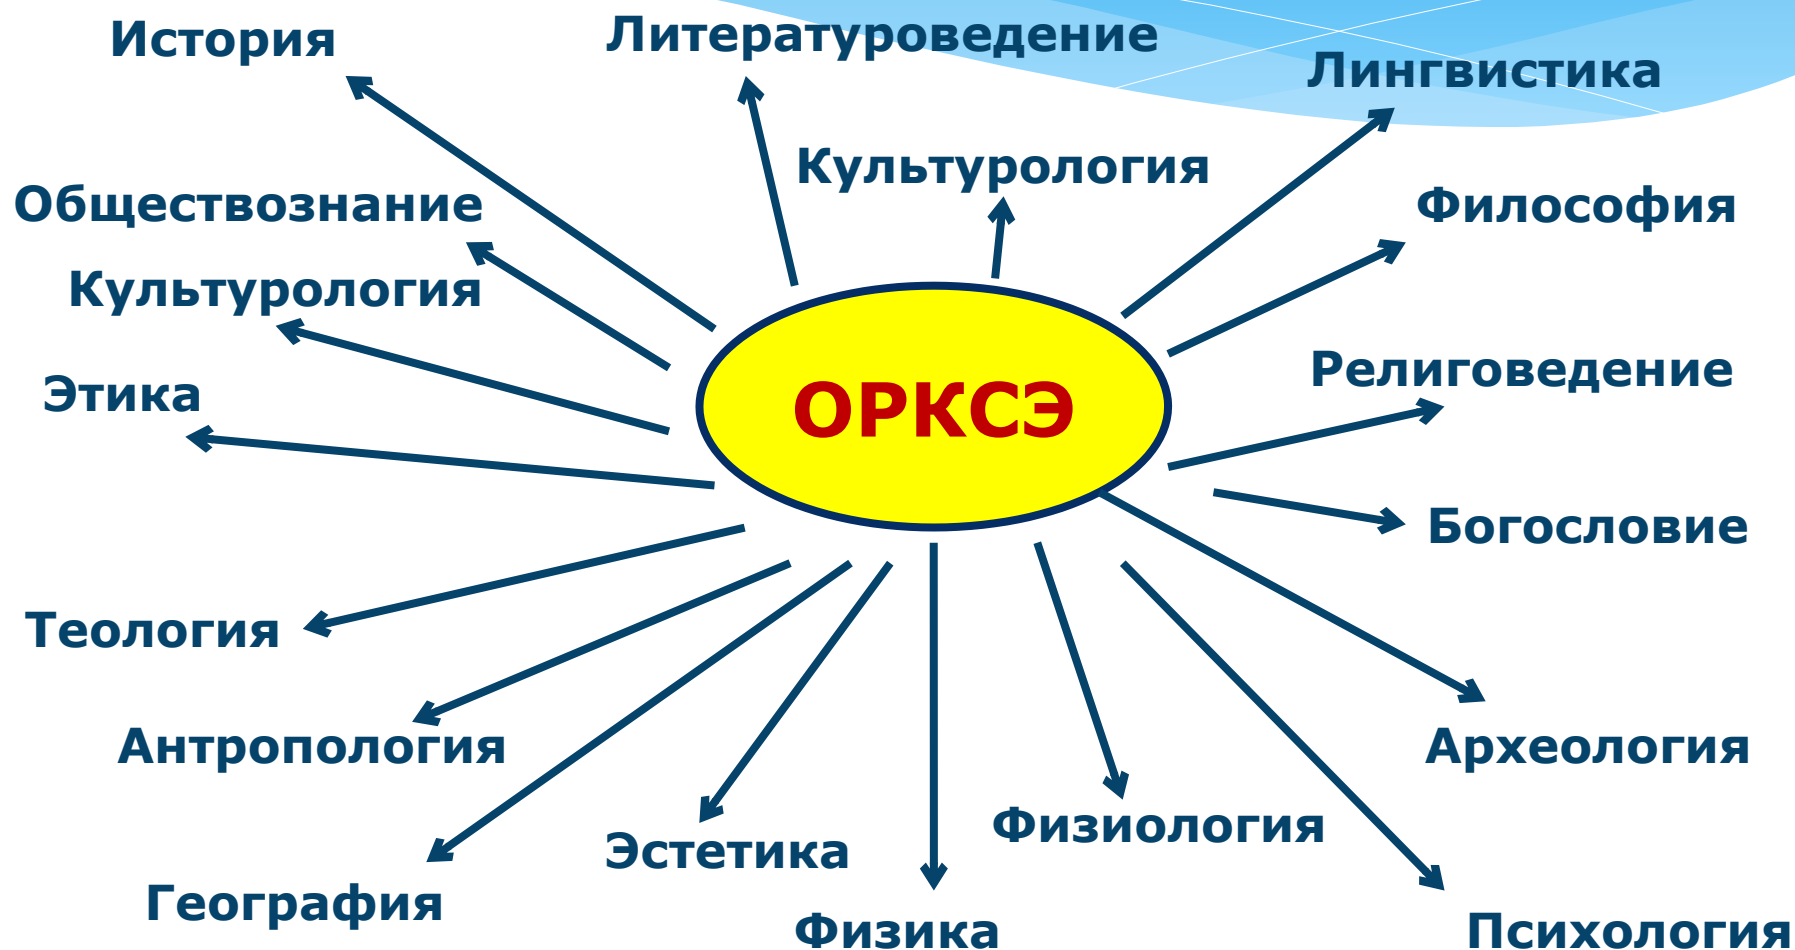 История
Литературоведение
Лингвистика
Культурология
Обществознание
Философия
Культурология
Религоведение
Этика
ОРКСЭ
Богословие
Теология
Антропология
Археология
Физиология
Эстетика
География
Физика
Психология